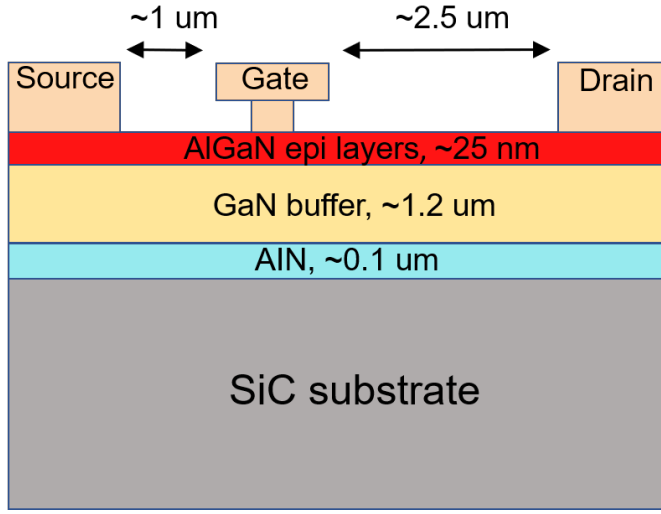 ~1 um
~2.5 um
Source
Gate
Drain
AlGaN epi layers, ~25 nm
GaN buffer, ~1.2 um
AlN, ~0.1 um
SiC substrate